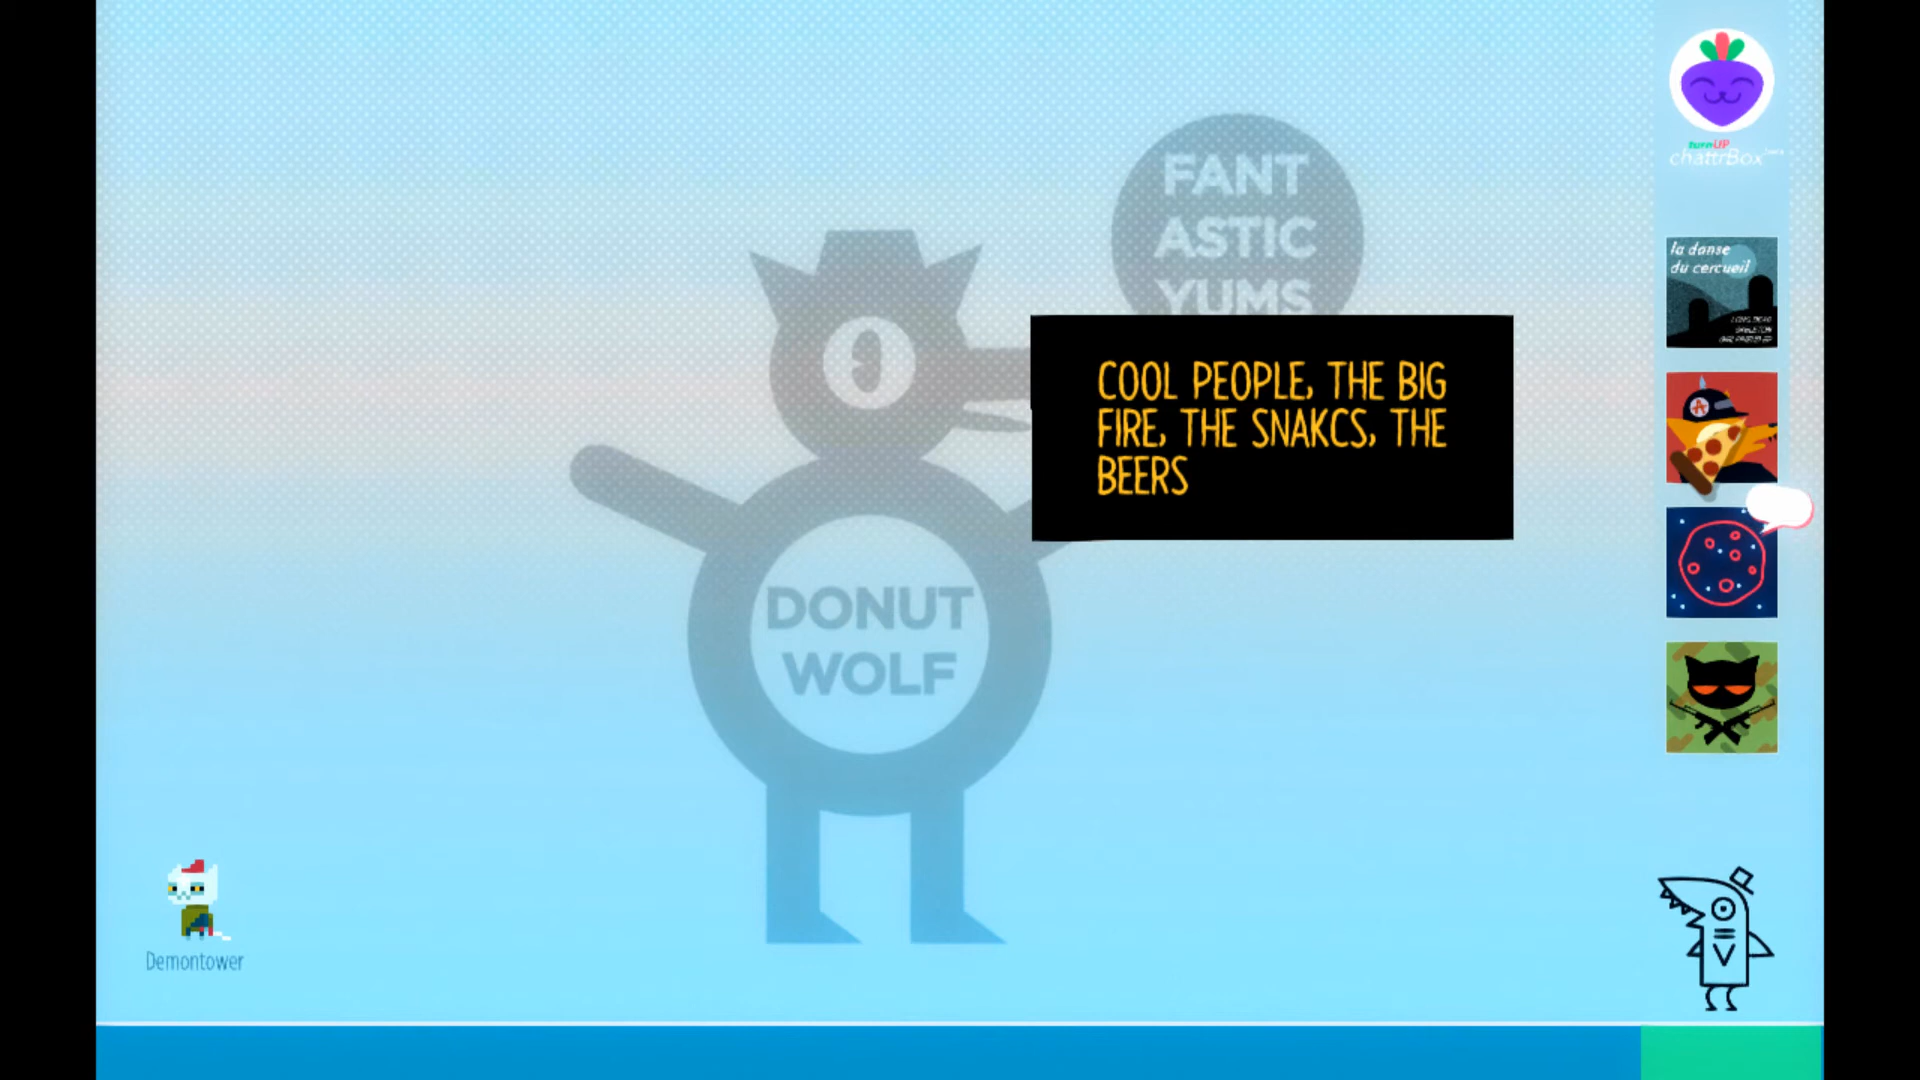 FANT
ASTIC
YUMS
COOL PEOPLE, THE BIG
FIRE, THE SNAKCS, THE
BEERS
DONUT
WOLF
turnUP
chattrBox
la danse
du cercueil
Demontower